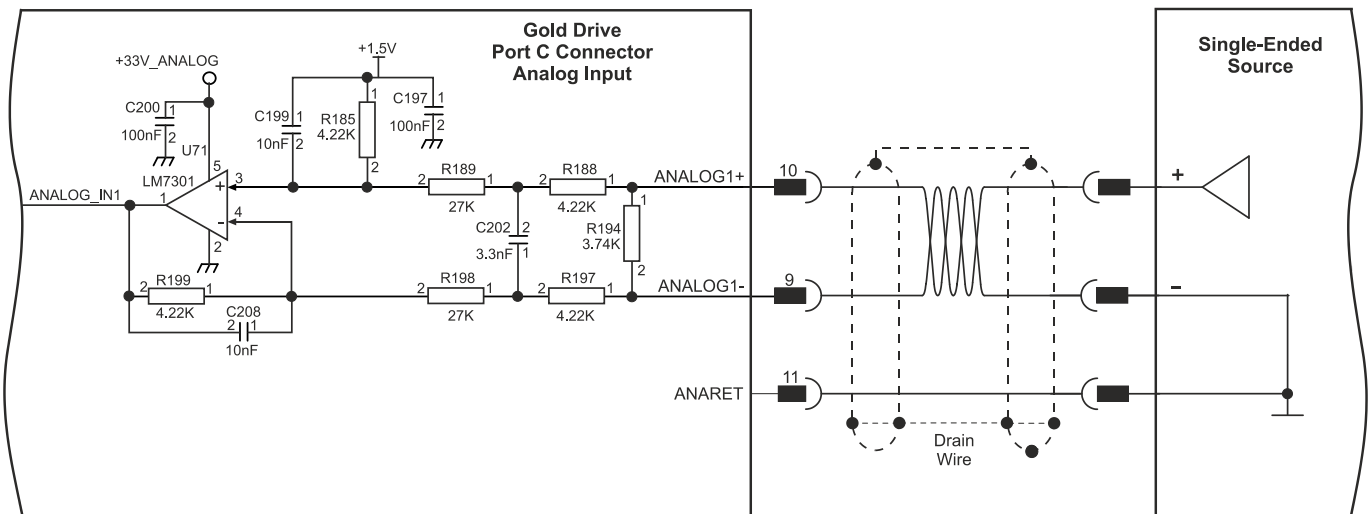 Gold Drive
Port C Connector
Analog Input
Single-Ended
Source
+33V_ANALOG
+1.5V
C200
1
100nF
2
C199
1
10nF
2
R185
4.22K
1
2
C197
1
100nF
2
U71
5
LM7301
ANALOG_IN1
1
+
3
-
4
2
R189
2
1
27K
R188
2
1
4.22K
ANALOG1+
10
+
C202
2
3.3nF
1
R194
3.74K
1
2
R199
2
1
4.22K
C208
2
1
10nF
R198
2
1
27K
R197
2
1
4.22K
ANALOG1-
9
-
ANARET
11
Drain
Wire